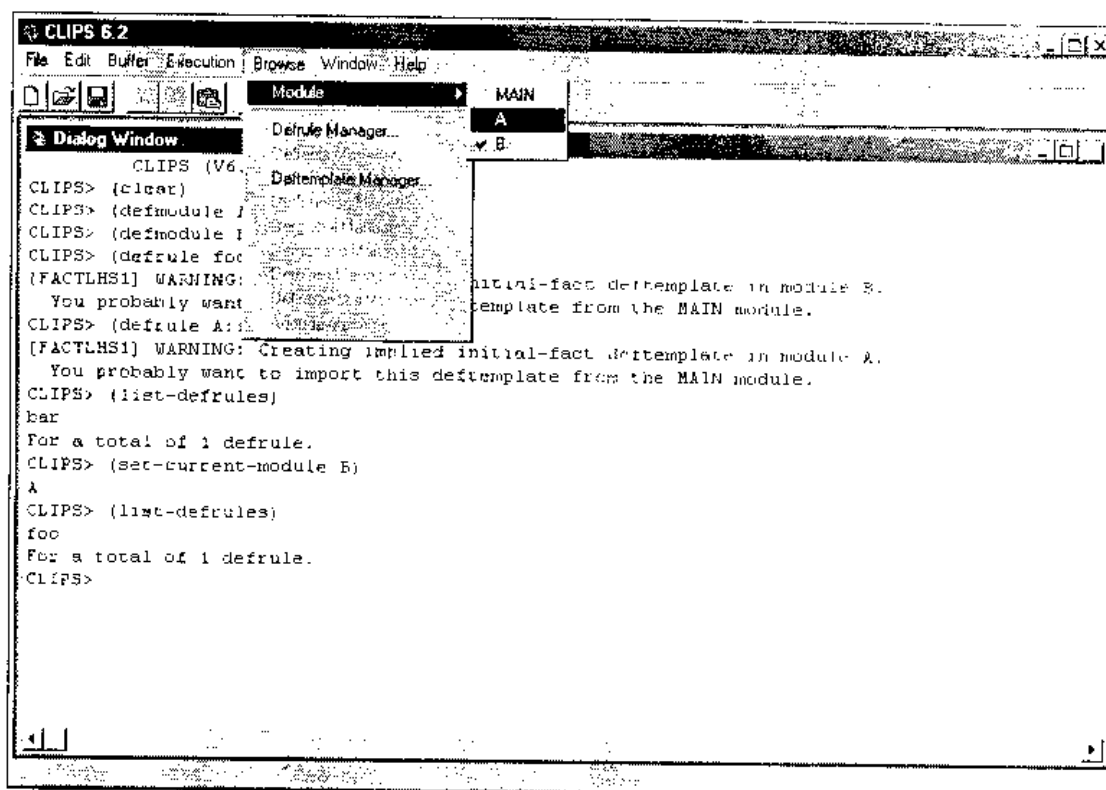 CLIPS 6.2
File Edit Buffer Execution Browse Window Help
Module
MAIN
A
B
Defrule Manager...
Deftemplate Manager...
Dialog Window
CLIPS (V6.
CLIPS> (clear)
CLIPS> (defmodule
CLIPS> (defmodule
CLIPS> (defrule foo
[FACTLHS1] WARNING: nitial-fact deftemplate in module B.
You probably want template from the MAIN module.
CLIPS> (defrule A::
[FACTLHS1] WARNING: Creating implied initial-fact deftemplate in module A.
You probably want to import this deftemplate from the MAIN module.
CLIPS> (list-defrules)
bar
For a total of 1 defrule.
CLIPS> (set-current-module B)
A
CLIPS> (list-defrules)
foo
For a total of 1 defrule.
CLIPS>